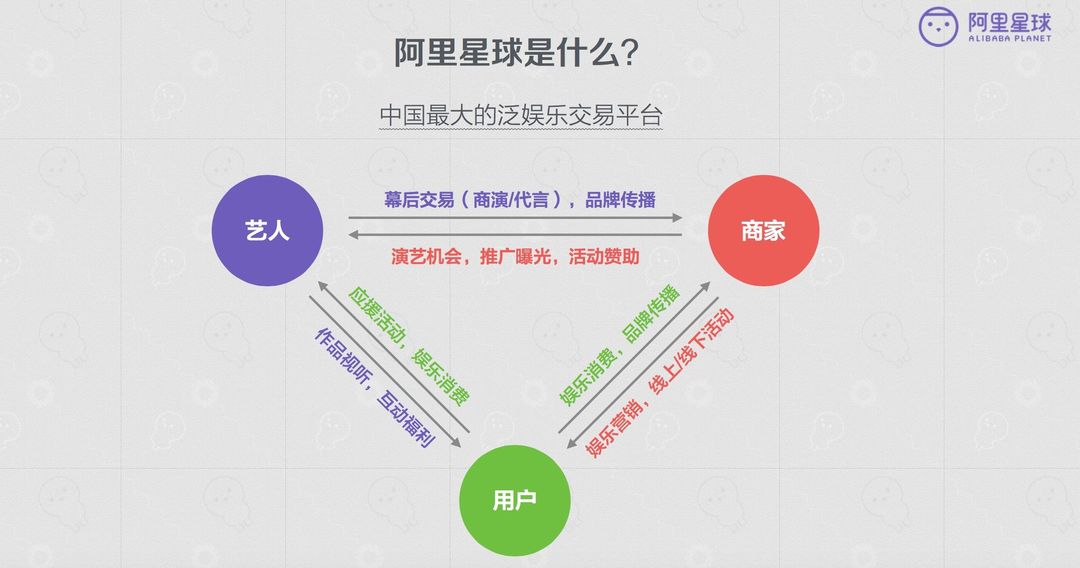 阿里星球
ALIBABA PLANET
阿里星球是什么？
中国最大的泛娱乐交易平台
艺人
幕后交易（商演/代言），品牌传播
商家
演艺机会，推广曝光，活动赞助
应援活动，娱乐消费
作品视听，互动福利
娱乐消费，品牌传播
娱乐营销，线上/线下活动
用户